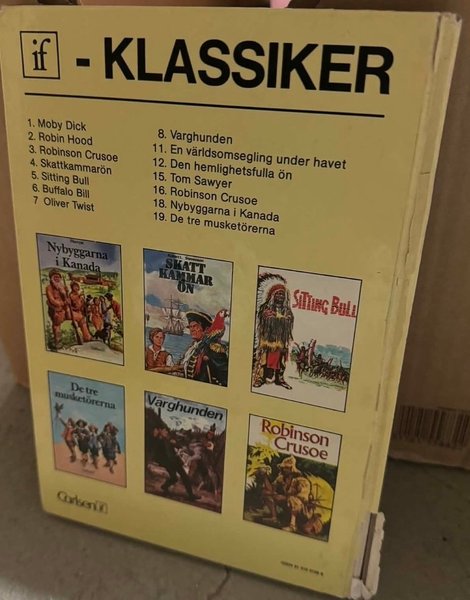 if - KLASSIKER
1. Moby Dick
2. Robin Hood
3. Robinson Crusoe
4. Skattkammarön
5. Sitting Bull
6. Buffalo Bill
7 Oliver Twist
8. Varghunden
11. En världsomsegling under havet
12. Den hemlighetsfulla ön
15. Tom Sawyer
16. Robinson Crusoe
18. Nybyggarna i Kanada
19. De tre musketörerna
Nybyggarna
i Kanada
SKATT
KAMMAR
ÖN
SITTING BULL
De tre
musketörerna
Varghunden
Robinson
Crusoe
Carlsen if